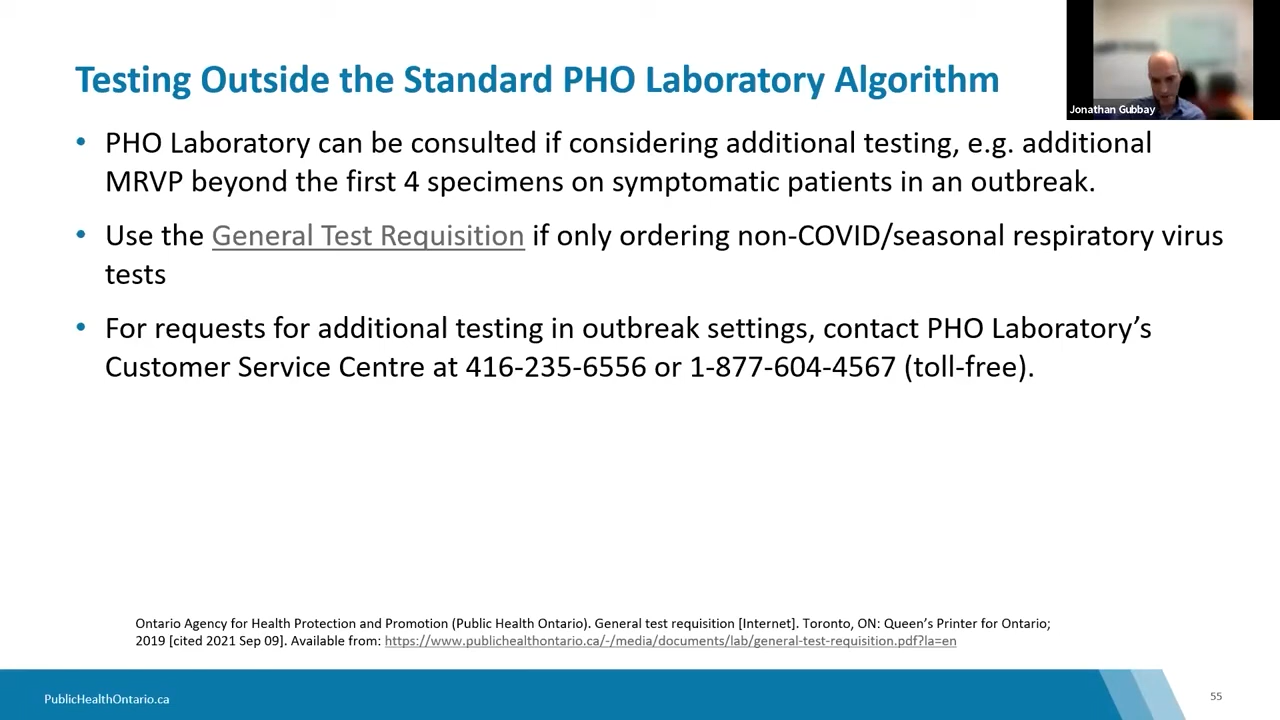 Testing Outside the Standard PHO Laboratory Algorithm
Jonathan Gubbay
• PHO Laboratory can be consulted if considering additional testing, e.g. additional
MRVP beyond the first 4 specimens on symptomatic patients in an outbreak.
• Use the General Test Requisition if only ordering non-COVID/seasonal respiratory virus
tests
• For requests for additional testing in outbreak settings, contact PHO Laboratory’s
Customer Service Centre at 416-235-6556 or 1-877-604-4567 (toll-free).
Ontario Agency for Health Protection and Promotion (Public Health Ontario). General test requisition [Internet]. Toronto, ON: Queen’s Printer for Ontario;
2019 [cited 2021 Sep 09]. Available from: https://www.publichealthontario.ca/-/media/documents/lab/general-test-requisition.pdf?la=en
PublicHealthOntario.ca
55